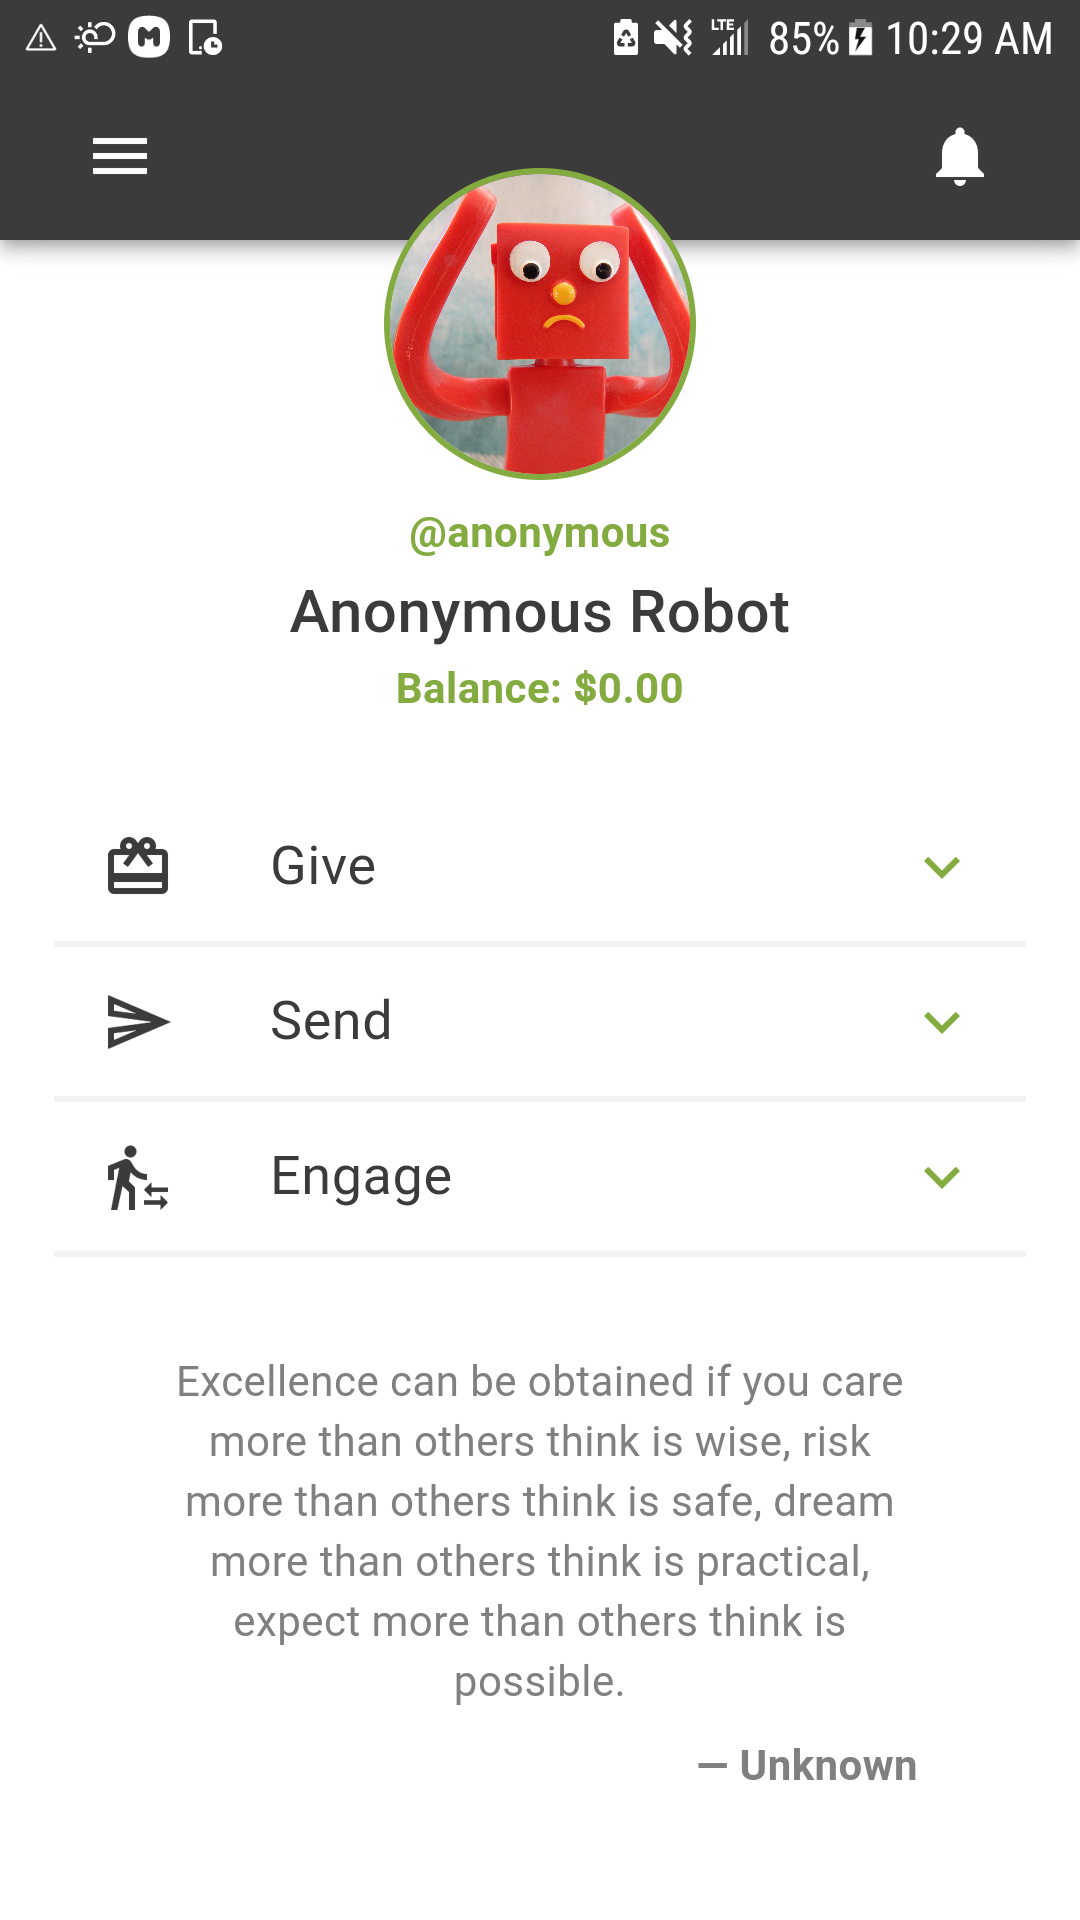 LTE 85% 10:29 AM
@anonymous
Anonymous Robot
Balance: $0.00
Give
Send
Engage
Excellence can be obtained if you care
more than others think is wise, risk
more than others think is safe, dream
more than others think is practical,
expect more than others think is
possible.
— Unknown